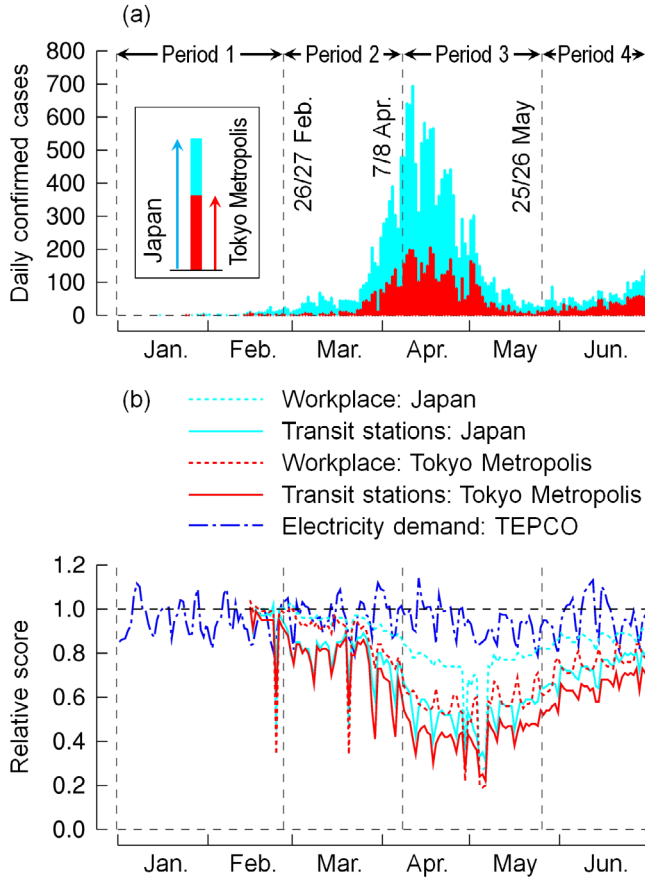 (a)
Period 1
Period 2
Period 3
Period 4
Daily confirmed cases
800
700
600
500
400
300
200
100
0
Japan
Tokyo Metropolis
26/27 Feb.
7/8 Apr.
25/26 May
Jan.
Feb.
Mar.
Apr.
May
Jun.
(b)
Workplace: Japan
Transit stations: Japan
Workplace: Tokyo Metropolis
Transit stations: Tokyo Metropolis
Electricity demand: TEPCO
Relative score
1.2
1.0
0.8
0.6
0.4
0.2
0.0
Jan.
Feb.
Mar.
Apr.
May
Jun.